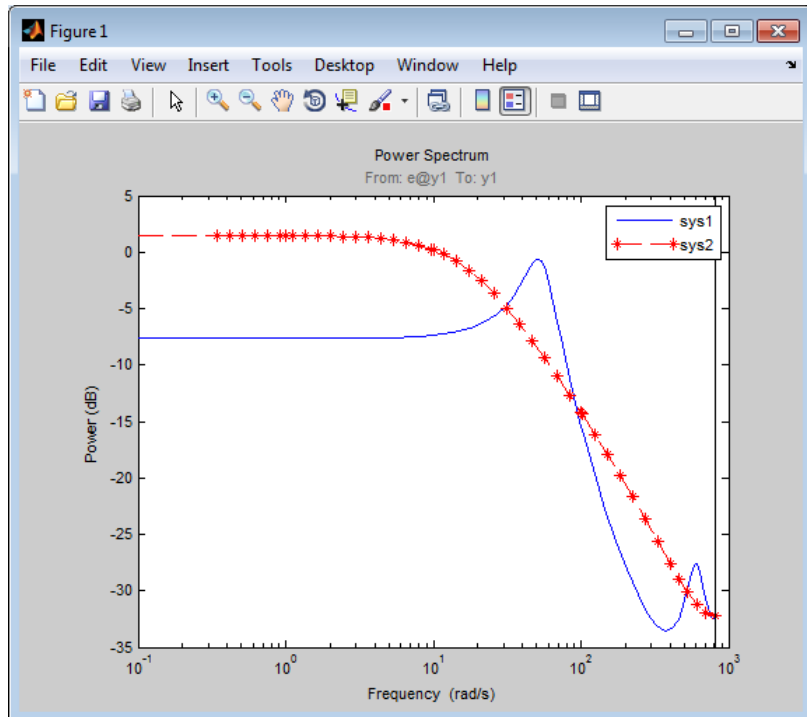 Figure 1
File Edit View Insert Tools Desktop Window Help
Power Spectrum
From: e@y1 To: y1
5
0
-5
-10
-15
-20
-25
-30
-35
Power (dB)
sys1
sys2
10^-1 10^0 10^1 10^2 10^3
Frequency (rad/s)